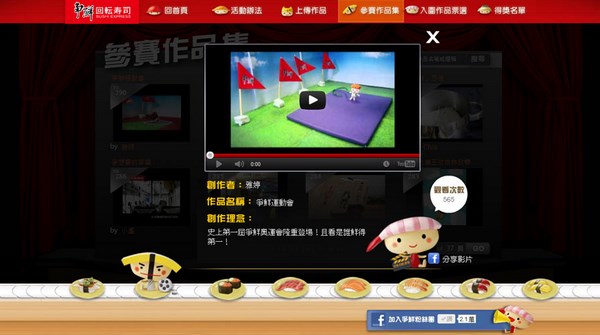 爭鮮 回転寿司
SUSHI EXPRESS
回首頁
活動辦法
上傳作品
參賽作品集
入圍作品票選
得獎名單
參賽作品集
X
搜尋
0:00
創作者：雅婷
作品名稱：爭鮮運動會
創作理念：
史上第一屆爭鮮奧運會隆重登場！且看是誰鮮得
第一！
觀看次數
565
分享影片
GO
加入爭鮮粉絲團
讚
2.1萬